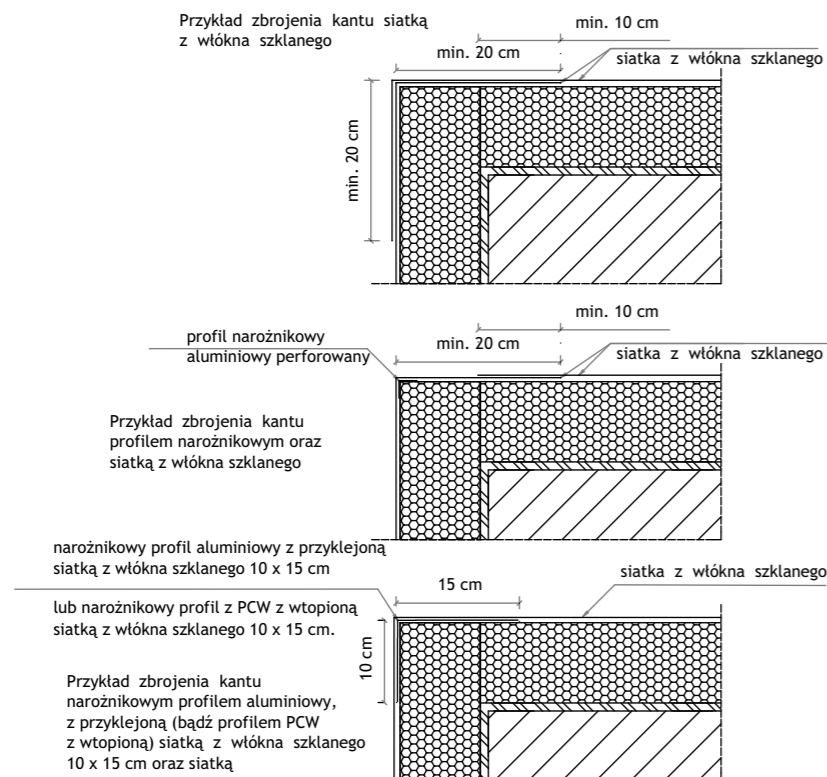 Przykład zbrojenia kantu siatką
z włókna szklanego
min. 10 cm
min. 20 cm
siatka z włókna szklanego
min. 20 cm
min. 10 cm
profil narożnikowy
aluminiowy perforowany
min. 20 cm
siatka z włókna szklanego
Przykład zbrojenia kantu
profilem narożnikowym oraz
siatką z włókna szklanego
narożnikowy profil aluminiowy z przyklejoną
siatką z włókna szklanego 10 x 15 cm
15 cm
siatka z włókna szklanego
lub narożnikowy profil z PCW z wtopioną
siatką z włókna szklanego 10 x 15 cm.
10 cm
Przykład zbrojenia kantu
narożnikowym profilem aluminiowy,
z przyklejoną (bądź profilem PCW
z wtopioną) siatką z włókna szklanego
10 x 15 cm oraz siatką